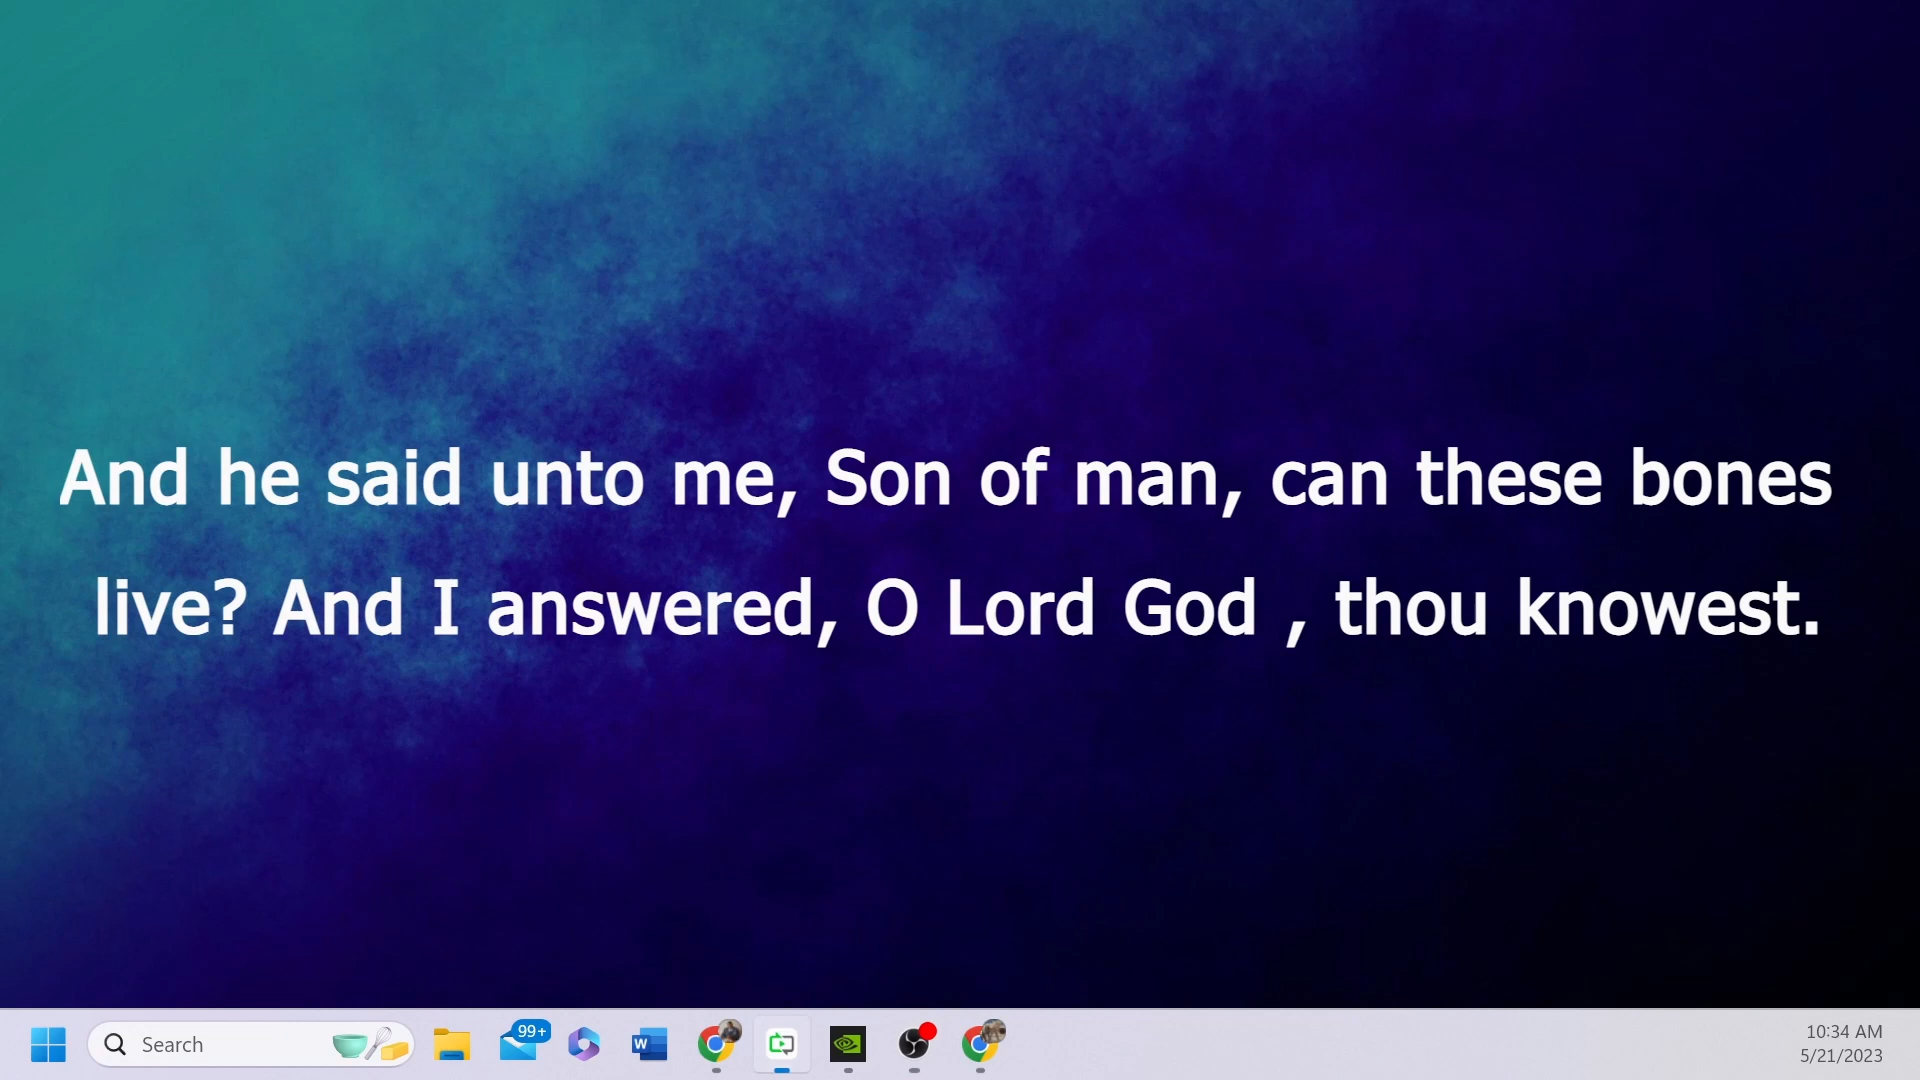 And he said unto me, Son of man, can these bones
live? And I answered, O Lord God , thou knowest.
Search
99+
W
10:34 AM
5/21/2023